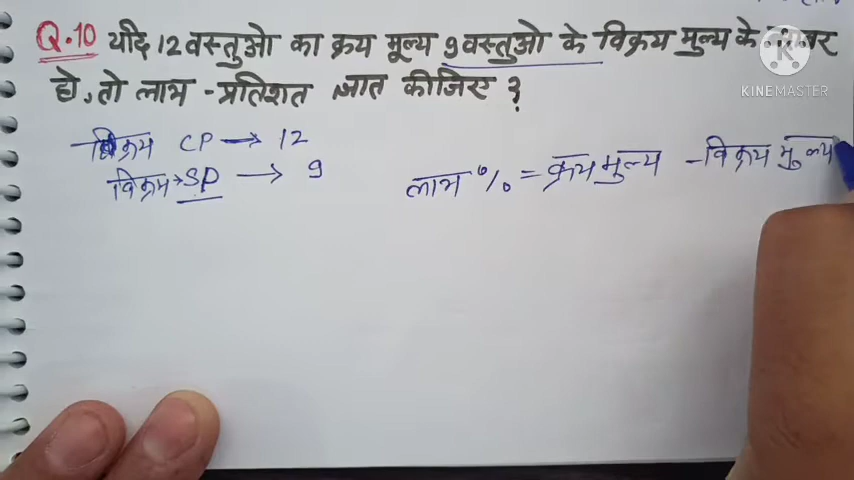 Q.10 यदि 12 वस्तुओ का क्रय मूल्य 9 वस्तुओ के विक्रय मुल्य के
हो, तो लाभ - प्रतिशत ज्ञात कीजिए ?
क्रय CP → 12
विक्रय → SP → 9
लाभ % = क्रय मुल्य - विक्रय मुल्य
KINEMASTER